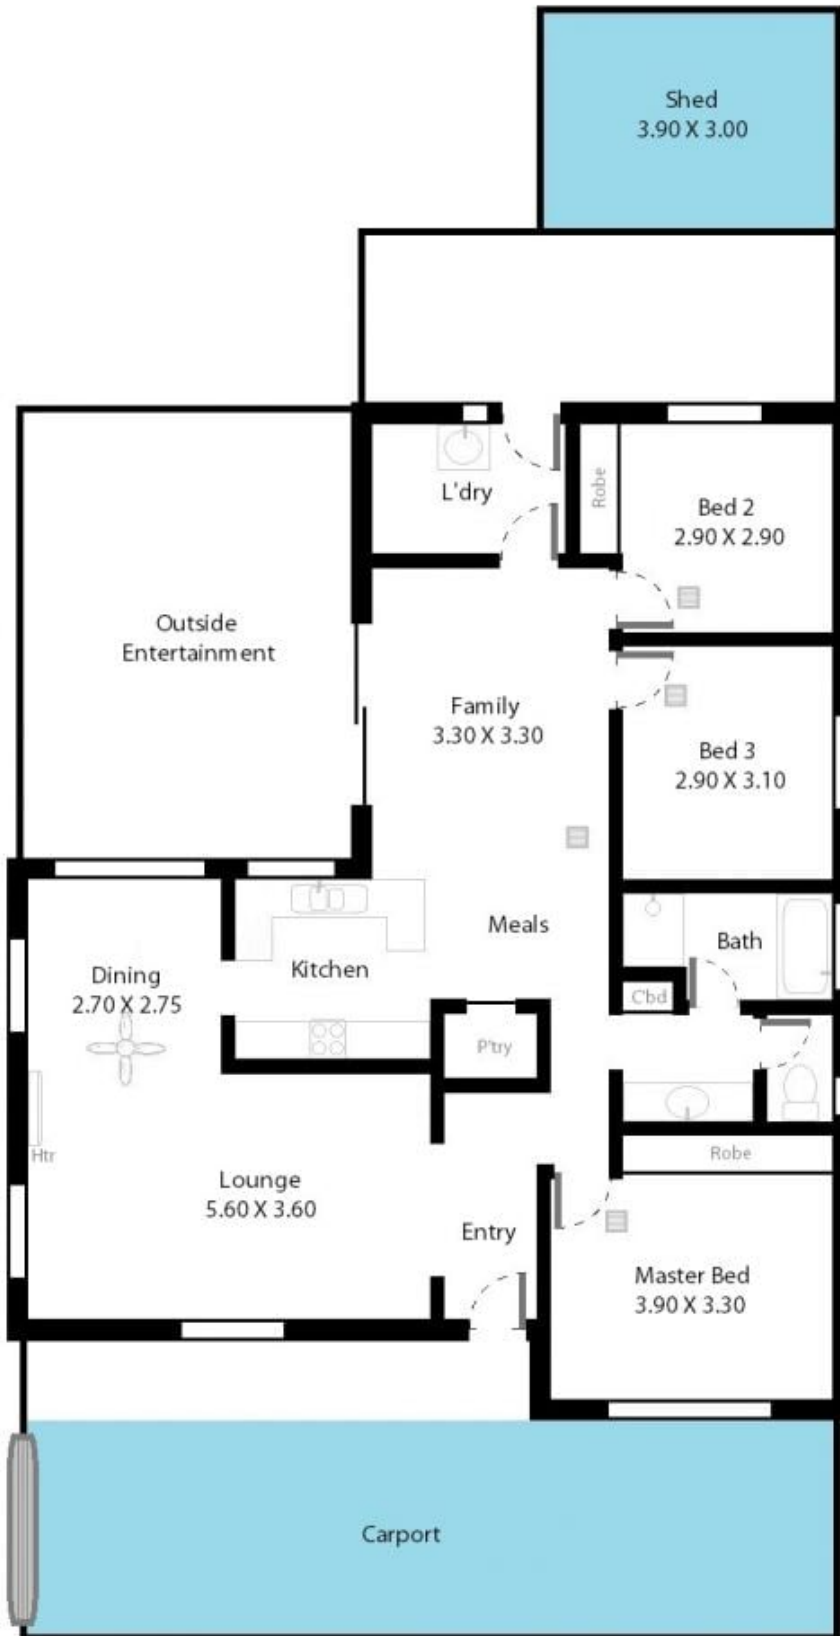 Shed
3.90 X 3.00
L'dry
Robe
Bed 2
2.90 X 2.90
Outside
Entertainment
Family
3.30 X 3.30
Bed 3
2.90 X 3.10
Meals
Bath
Kitchen
Dining
2.70 X 2.75
C'bd
P'try
Htr
Robe
Lounge
5.60 X 3.60
Entry
Master Bed
3.90 X 3.30
Carport